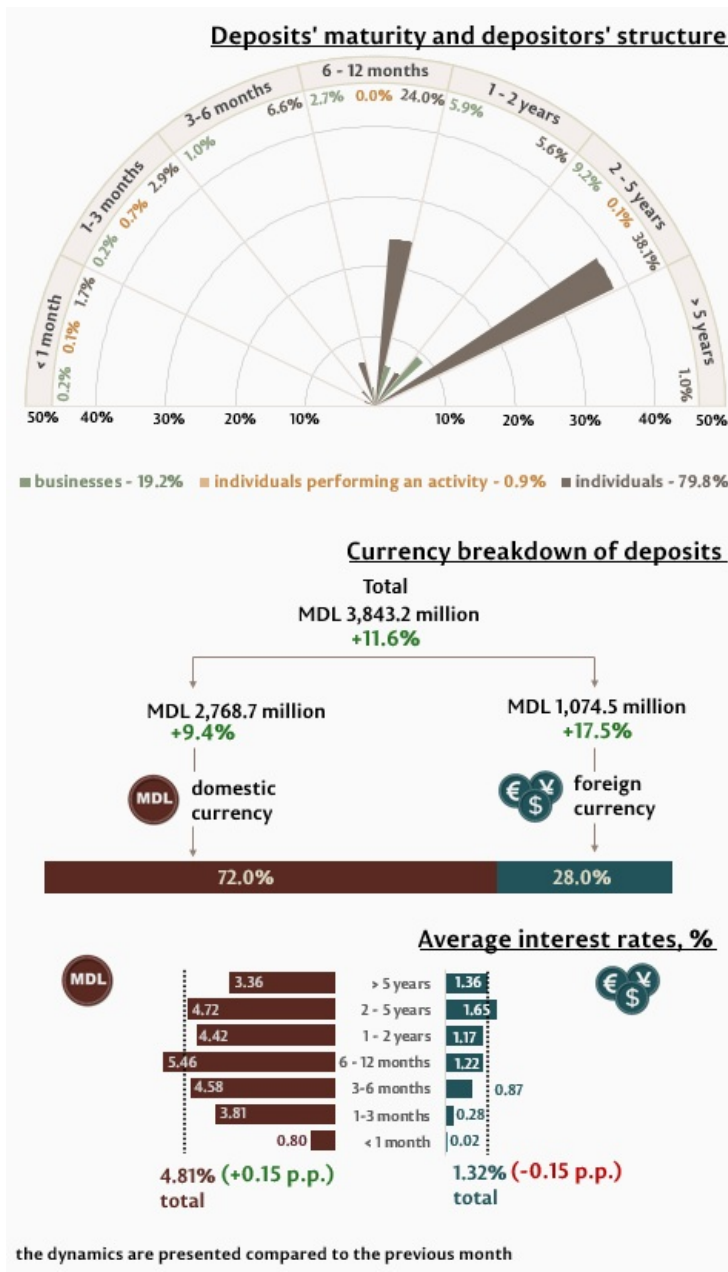 Deposits' maturity and depositors' structure
< 1 month
0.2% 0.1% 1.7%
1-3 months
0.2% 0.7% 2.9%
3-6 months
1.0% 6.6%
6 - 12 months
2.7% 0.0% 24.0%
1 - 2 years
5.9% 5.6%
2 - 5 years
9.2% 0.1% 38.1%
> 5 years
1.0%
50% 40% 30% 20% 10% 10% 20% 30% 40% 50%
businesses - 19.2% individuals performing an activity - 0.9% individuals - 79.8%
Currency breakdown of deposits
Total
MDL 3,843.2 million
+11.6%
MDL 2,768.7 million
+9.4%
MDL
domestic
currency
MDL 1,074.5 million
+17.5%
€ ¥ $
foreign
currency
72.0% 28.0%
Average interest rates, %
MDL
€ ¥ $
3.36 > 5 years 1.36
4.72 2 - 5 years 1.65
4.42 1 - 2 years 1.17
5.46 6 - 12 months 1.22
4.58 3-6 months 0.87
3.81 1-3 months 0.28
0.80 < 1 month 0.02
4.81% (+0.15 p.p.)
total
1.32% (-0.15 p.p.)
total
the dynamics are presented compared to the previous month